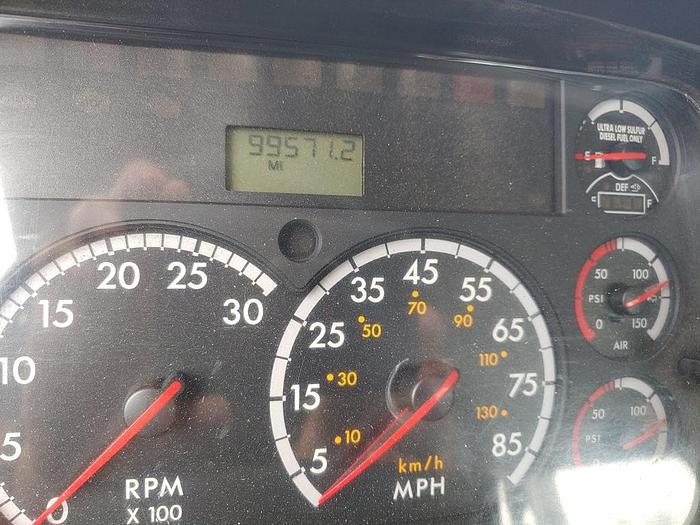 99571.2
MI
ULTRA LOW SULFUR
DIESEL FUEL ONLY
F
DEF
F
50 100
PSI
0 150
AIR
50 100
PSI
0 5 10 15 20 25 30
RPM
X 100
5 15 25 35 45 55 65 75 85
10 30 50 70 90 110 130
km/h
MPH